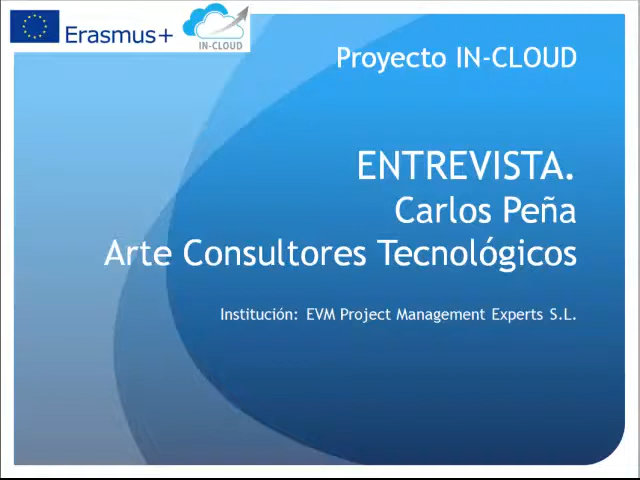 Erasmus+
IN-CLOUD
Proyecto IN-CLOUD
ENTREVISTA.
Carlos Peña
Arte Consultores Tecnológicos
Institución: EVM Project Management Experts S.L.